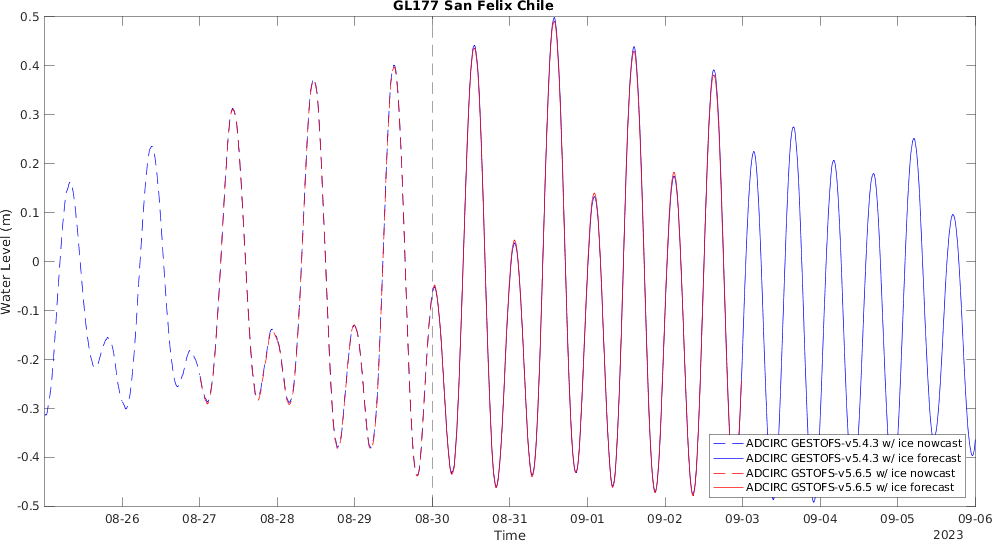 GL177 San Felix Chile
0.5
0.4
0.3
0.2
0.1
0
-0.1
-0.2
-0.3
-0.4
-0.5
Water Level (m)
ADCIRC GESTOFS-v5.4.3 w/ ice nowcast
ADCIRC GESTOFS-v5.4.3 w/ ice forecast
ADCIRC GSTOFS-v5.6.5 w/ ice nowcast
ADCIRC GSTOFS-v5.6.5 w/ ice forecast
08-26 08-27 08-28 08-29 08-30 08-31 09-01 09-02 09-03 09-04 09-05 09-06
Time
2023